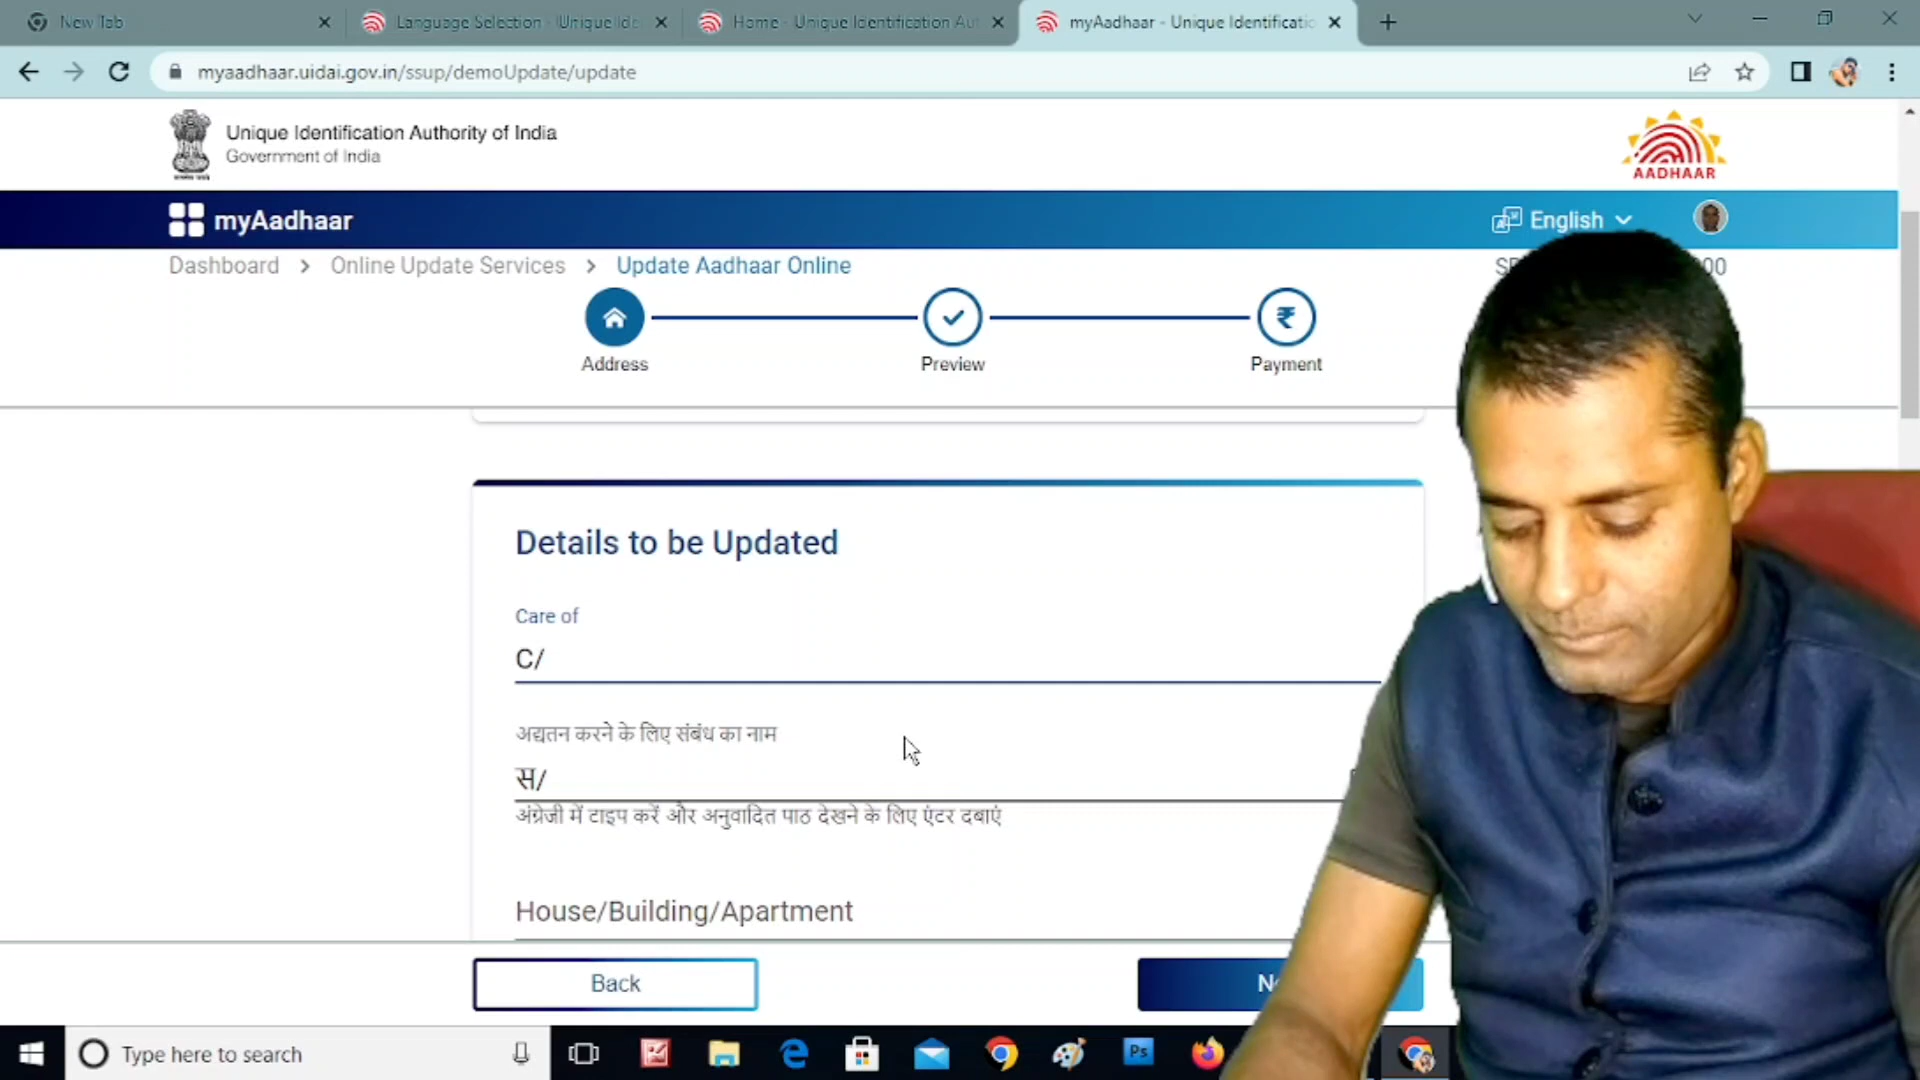 New Tab
Language Selection - Unique Ide
Home - Unique Identification Aut
myAadhaar - Unique Identificatio
myaadhaar.uidai.gov.in/ssup/demoUpdate/update
Unique Identification Authority of India
Government of India
AADHAAR
myAadhaar
English
Dashboard > Online Update Services > Update Aadhaar Online
00
Address
Preview
Payment
₹
Details to be Updated
Care of
C/
अद्यतन करने के लिए संबंध का नाम
स/
अंग्रेजी में टाइप करें और अनुवादित पाठ देखने के लिए एंटर दबाएं
House/Building/Apartment
Back
Type here to search
Ps